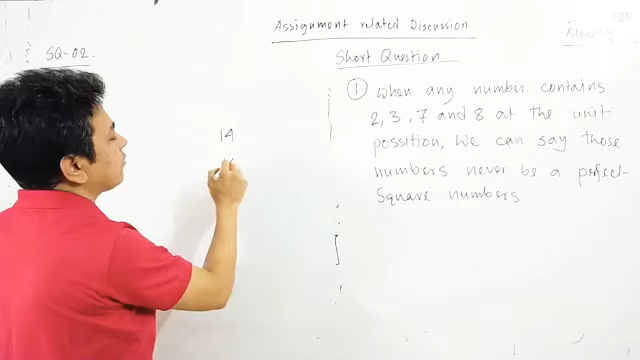 Assignment related Discussion.
SQ-02.
Short Question
① When any number contains
2, 3, 7 and 8 at the unit
possition, we can say those
numbers never be a perfect-
Square numbers
14